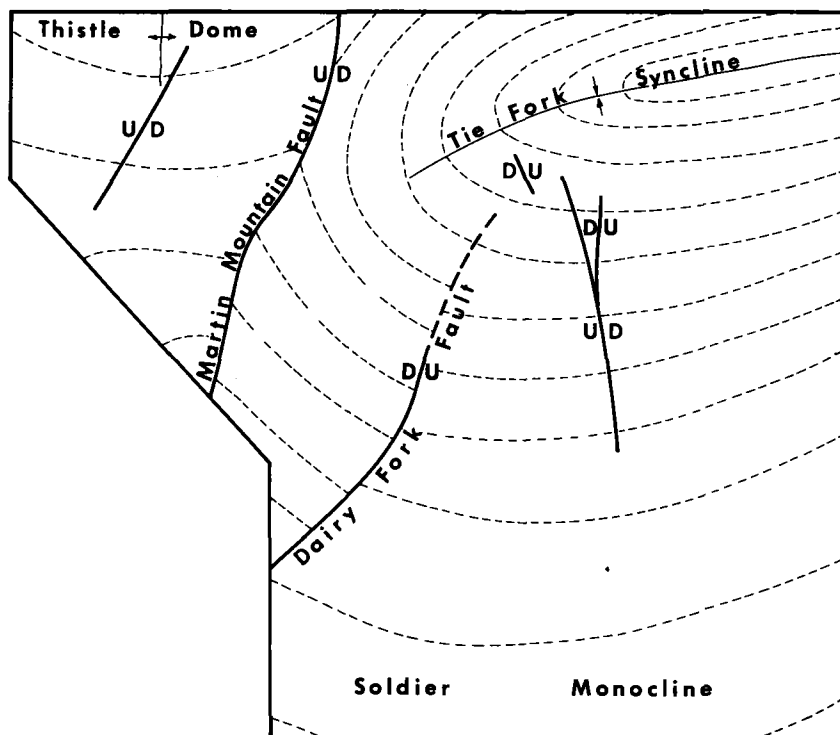 Thistle Dome
U D
U D
Martin Mountain Fault
Tie Fork Syncline
D U
D U
U D
D U
Dairy Fork Fault
Soldier Monocline